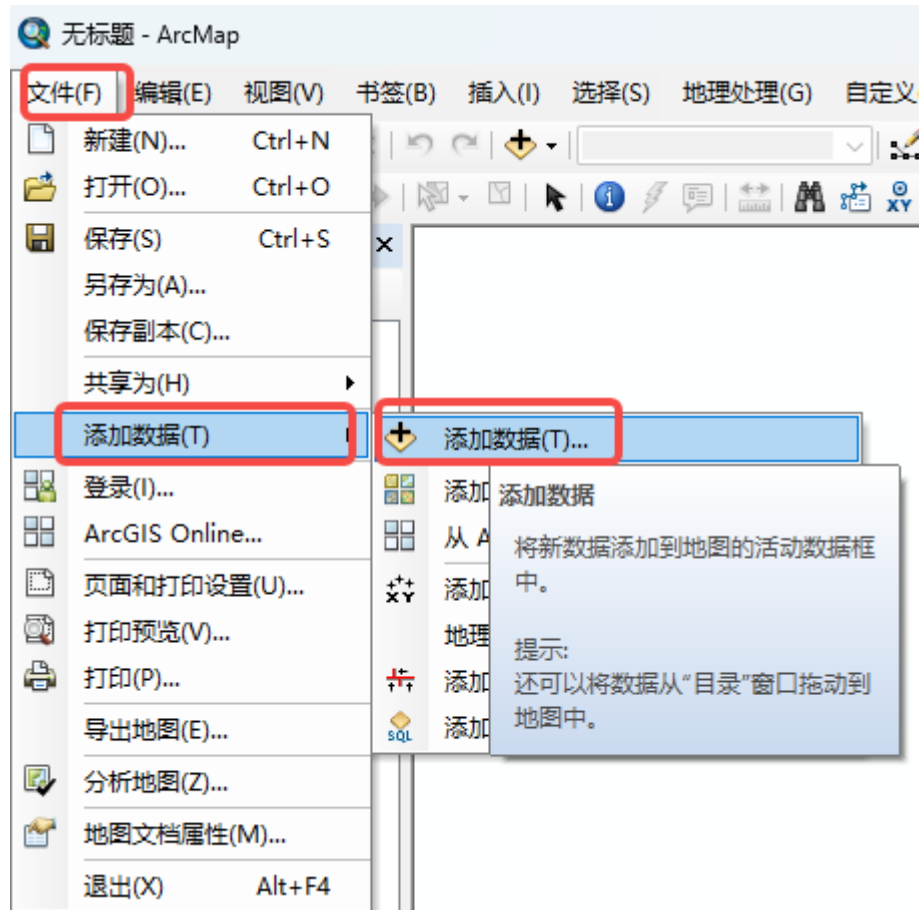 无标题 - ArcMap
文件(F) 编辑(E) 视图(V) 书签(B) 插入(I) 选择(S) 地理处理(G) 自定义
新建(N)... Ctrl+N
打开(O)... Ctrl+O
XY
保存(S) Ctrl+S
另存为(A)...
保存副本(C)...
共享为(H)
添加数据(T)
添加数据(T)...
登录(I)...
添加
ArcGIS Online...
从 A
页面和打印设置(U)...
XY
添加
打印预览(V)...
地理
打印(P)...
添加
导出地图(E)...
SQL
添加
分析地图(Z)...
地图文档属性(M)...
退出(X) Alt+F4
添加数据
将新数据添加到地图的活动数据框
中。
提示:
还可以将数据从“目录”窗口拖动到
地图中。